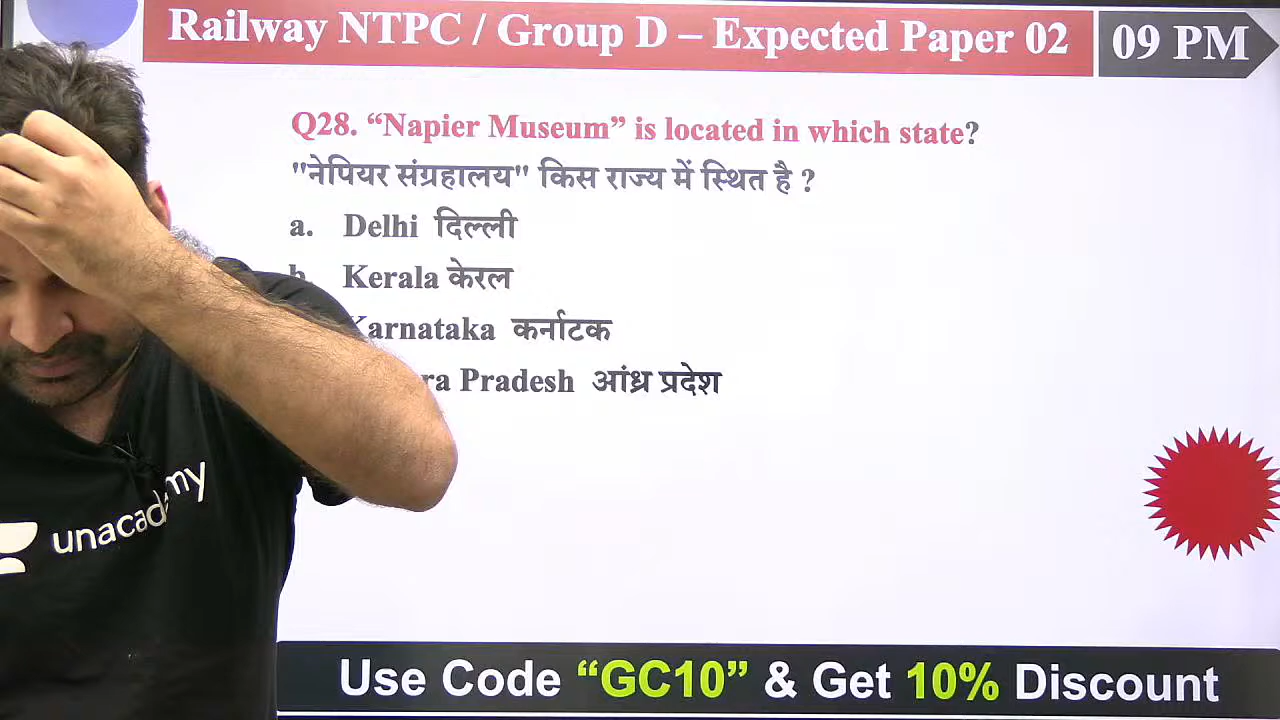 Railway NTPC / Group D – Expected Paper 02
09 PM
Q28. “Napier Museum” is located in which state?
"नेपियर संग्रहालय" किस राज्य में स्थित है ?
a. Delhi दिल्ली
Kerala केरल
Karnataka कर्नाटक
Pradesh आंध्र प्रदेश
unacademy
Use Code “GC10” & Get 10% Discount